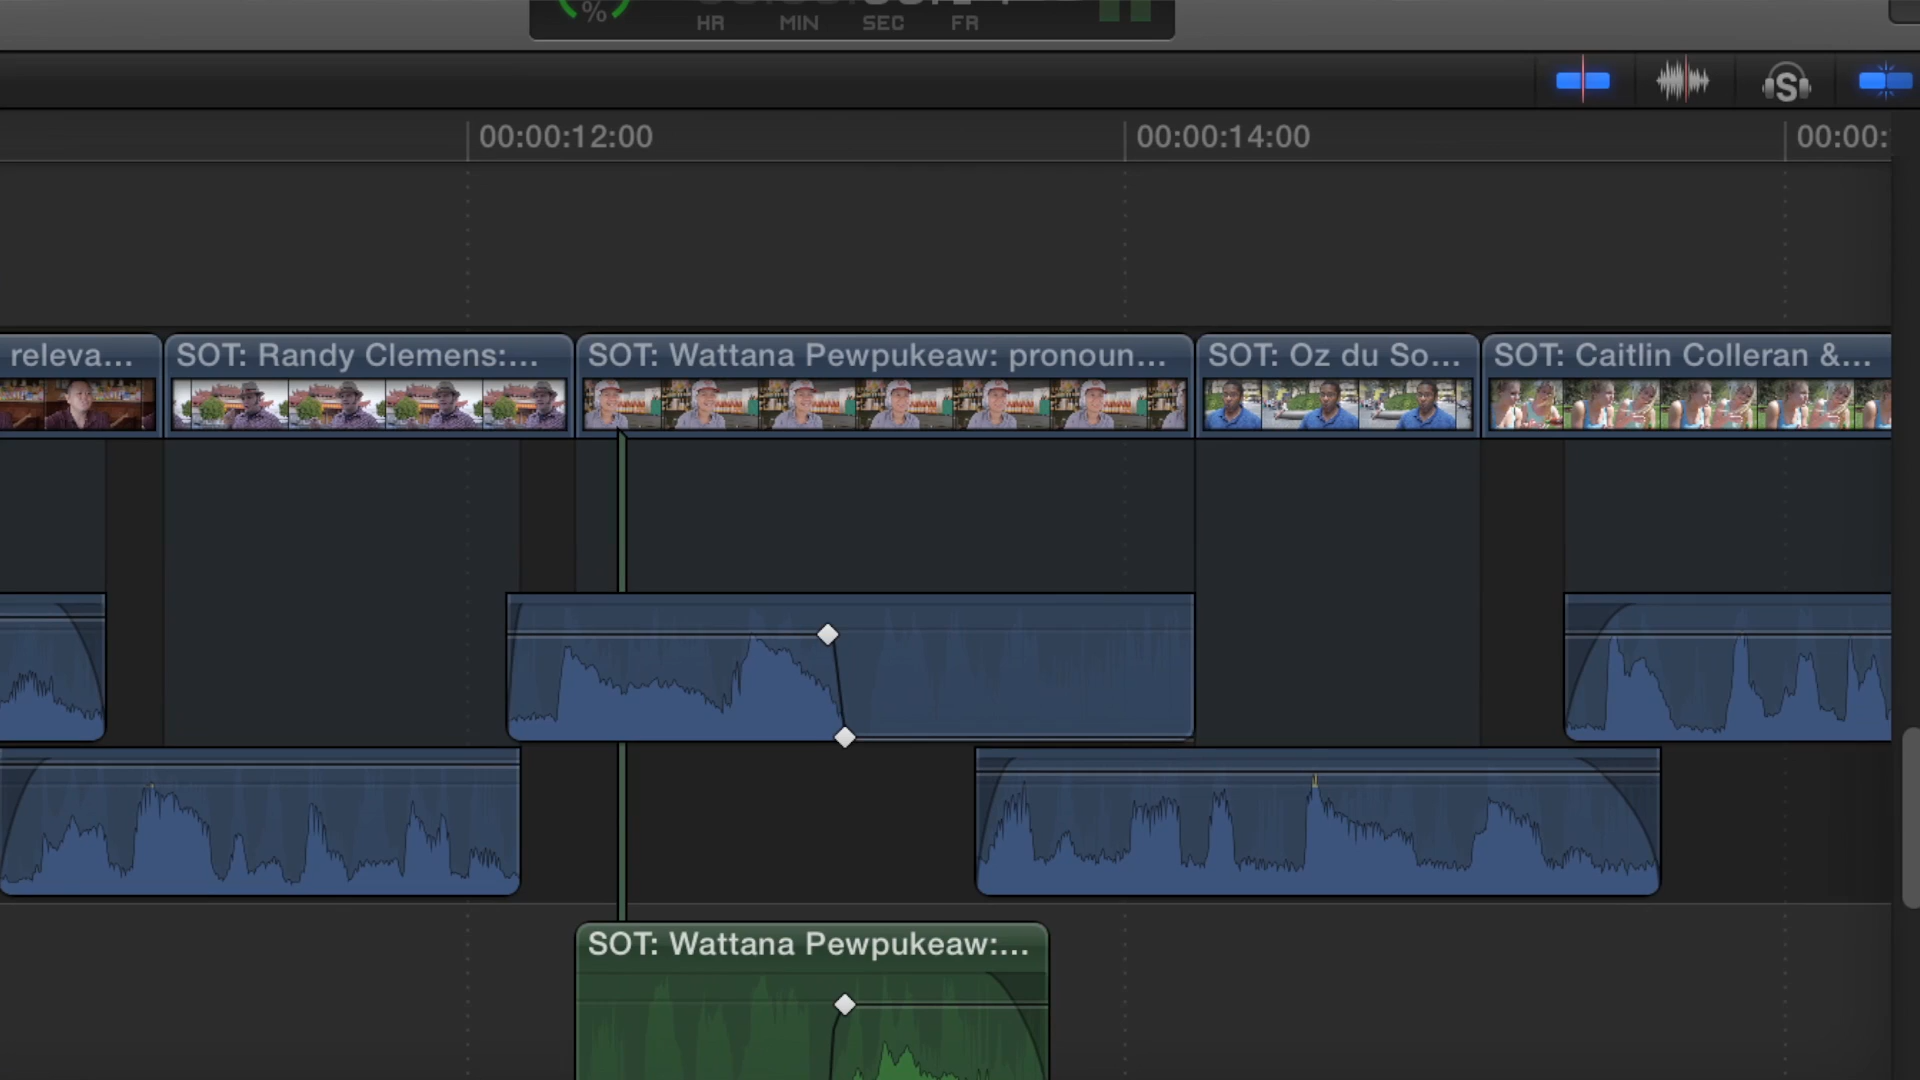 %
HR MIN SEC FR
S
00:00:12:00 00:00:14:00 00:00:
releva... SOT: Randy Clemens:... SOT: Wattana Pewpukeaw: pronoun... SOT: Oz du So... SOT: Caitlin Colleran &...
SOT: Wattana Pewpukeaw:...